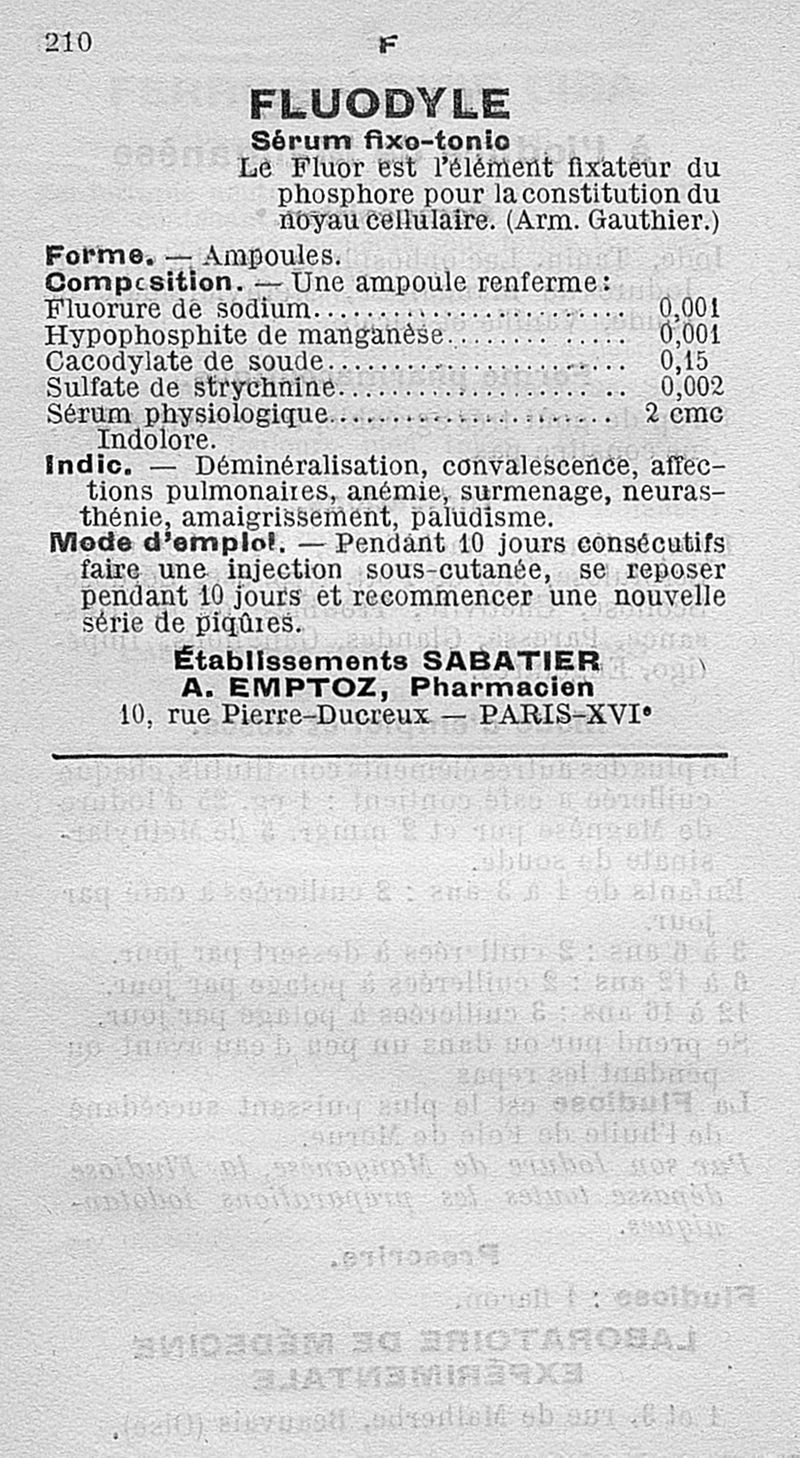 210
F
FLUODYLE
Sérum fixo-tonic
Le Fluor est l'élément fixateur du
phosphore pour la constitution du
noyau cellulaire. (Arm. Gauthier.)
Forme. — Ampoules.
Composition. — Une ampoule renferme:
Fluorure de sodium........................ 0,001
Hypophosphite de manganèse............. 0,001
Cacodylate de soude....................... 0,15
Sulfate de strychnine...................... 0,002
Sérum physiologique...................... 2 cmc
Indolore.
Indic. — Déminéralisation, convalescence, affec-
tions pulmonaires, anémie, surmenage, neuras-
thénie, amaigrissement, paludisme.
Mode d'emploi. — Pendant 10 jours consécutifs
faire une injection sous-cutanée, se reposer
pendant 10 jours et recommencer une nouvelle
série de piqûres.
Établissements SABATIER
A. EMPTOZ, Pharmacien
10, rue Pierre-Ducreux — PARIS-XVIe